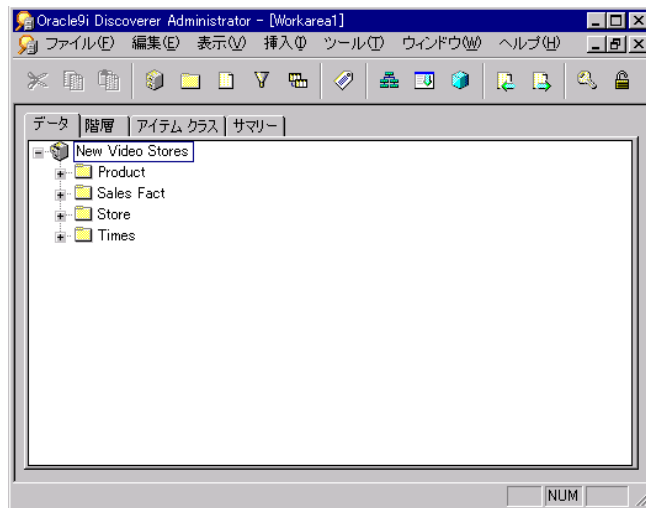 Oracle9i Discoverer Administrator - [Workarea1]
ファイル(F) 編集(E) 表示(V) 挿入(I) ツール(T) ウィンドウ(W) ヘルプ(H)
データ 階層 アイテム クラス サマリー
New Video Stores
Product
Sales Fact
Store
Times
NUM